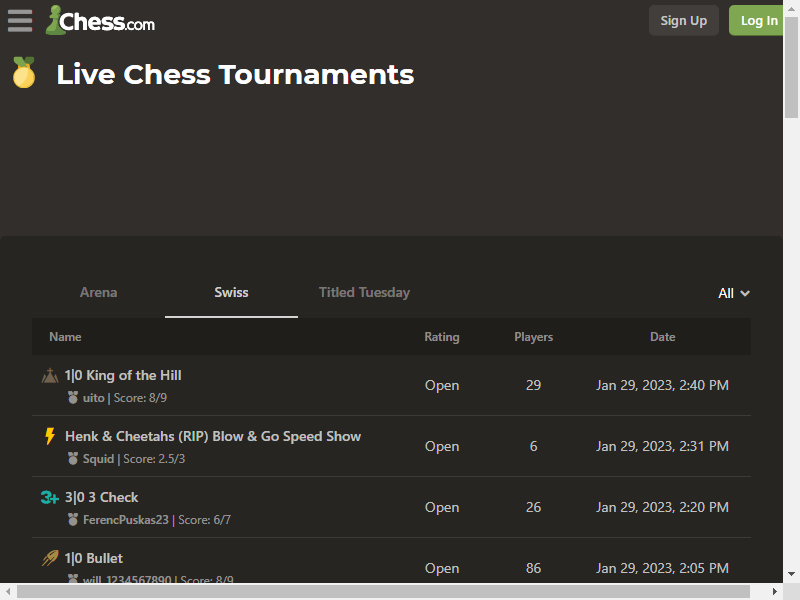 Chess.com
Sign Up
Log In
Live Chess Tournaments
Arena
Swiss
Titled Tuesday
All
Name Rating Players Date
1|0 King of the Hill
uito | Score: 8/9
Open 29 Jan 29, 2023, 2:40 PM
Henk & Cheetahs (RIP) Blow & Go Speed Show
Squid | Score: 2.5/3
Open 6 Jan 29, 2023, 2:31 PM
3+ 3|0 3 Check
FerencPuskas23 | Score: 6/7
Open 26 Jan 29, 2023, 2:20 PM
1|0 Bullet
will_1234567890 | Score: 8/9
Open 86 Jan 29, 2023, 2:05 PM